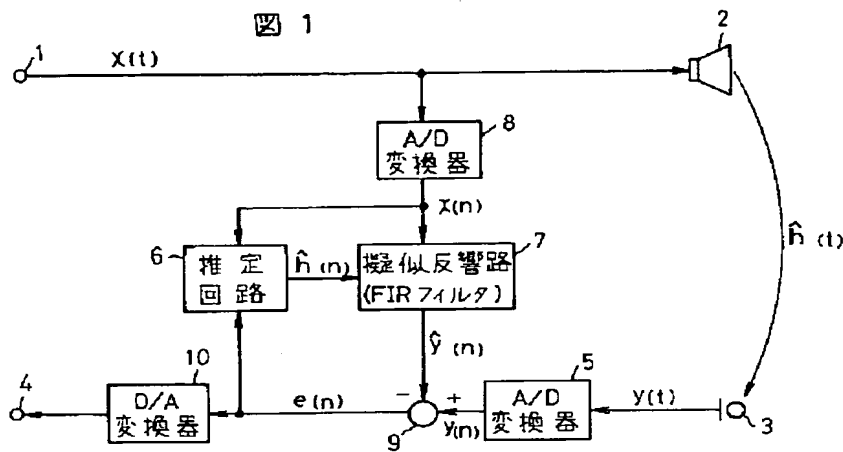 図 1
1
X(t)
2
A/D
変換器
8
x(n)
6
推定
回路
ĥ(n)
擬似反響路
(FIRフィルタ)
7
ĥ(t)
ŷ(n)
10
4
D/A
変換器
e(n)
−
+
9
y(n)
A/D
変換器
5
y(t)
3